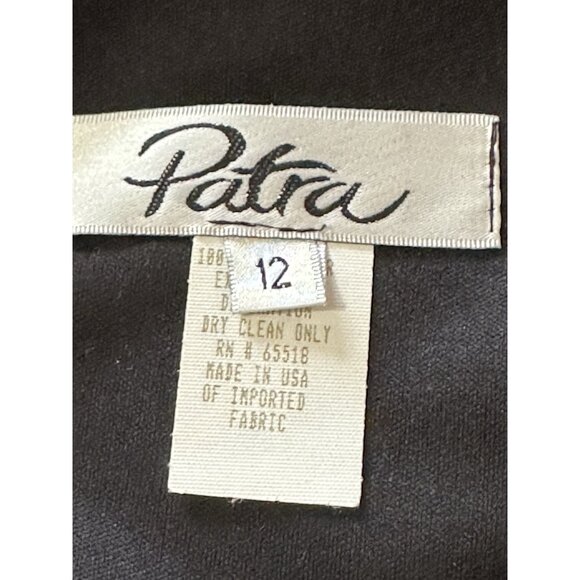 Patra
12
DRY CLEAN ONLY
RN # 65518
MADE IN USA
OF IMPORTED
FABRIC